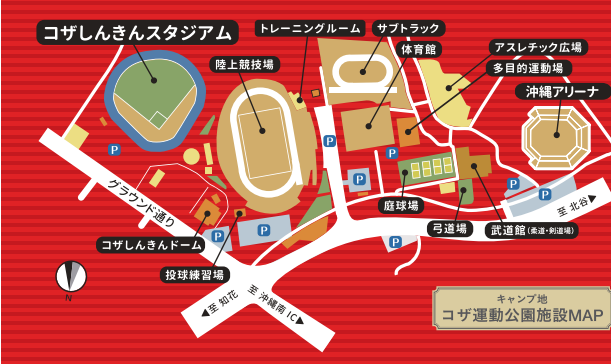 コザしんきんスタジアム
トレーニングルーム
サブトラック
体育館
アスレチック広場
陸上競技場
多目的運動場
沖縄アリーナ
P
P
P
P
グラウンド通り
P
P
庭球場
至 北谷▶
弓道場
武道館(柔道・剣道場)
コザしんきんドーム
P
P
P
投球練習場
N
◀至 知花
至 沖縄南IC▶
キャンプ地
コザ運動公園施設MAP